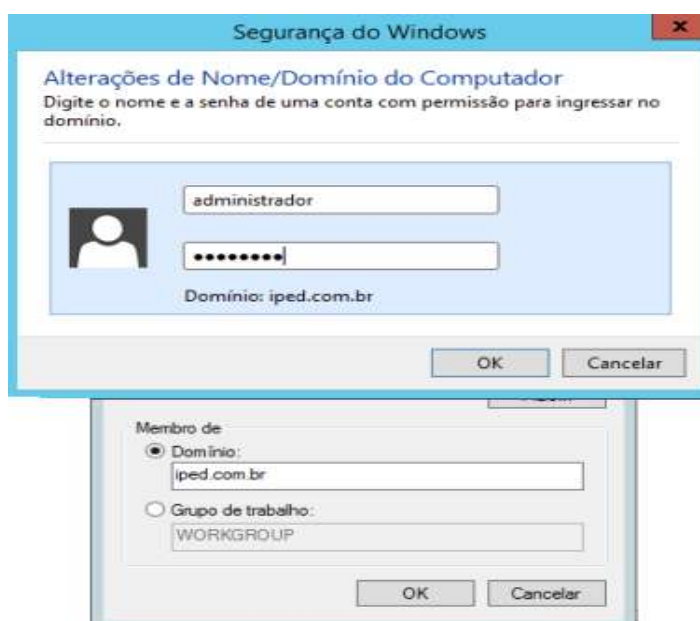 Segurança do Windows
x
Alterações de Nome/Domínio do Computador
Digite o nome e a senha de uma conta com permissão para ingressar no
domínio.
administrador
●●●●●●●●●
Domínio: iped.com.br
OK Cancelar
Membro de
Domínio:
iped.com.br
Grupo de trabalho:
WORKGROUP
OK Cancelar